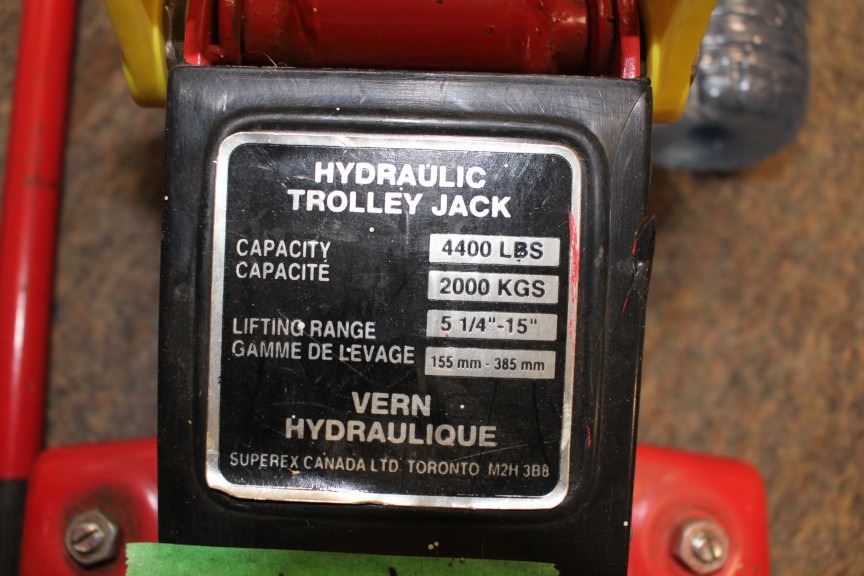 HYDRAULIC
TROLLEY JACK
CAPACITY 4400 LBS
CAPACITÉ 2000 KGS
LIFTING RANGE 5 1/4"-15"
GAMME DE LEVAGE 155 mm - 385 mm
VERN
HYDRAULIQUE
SUPEREX CANADA LTD. TORONTO M2H 3B8